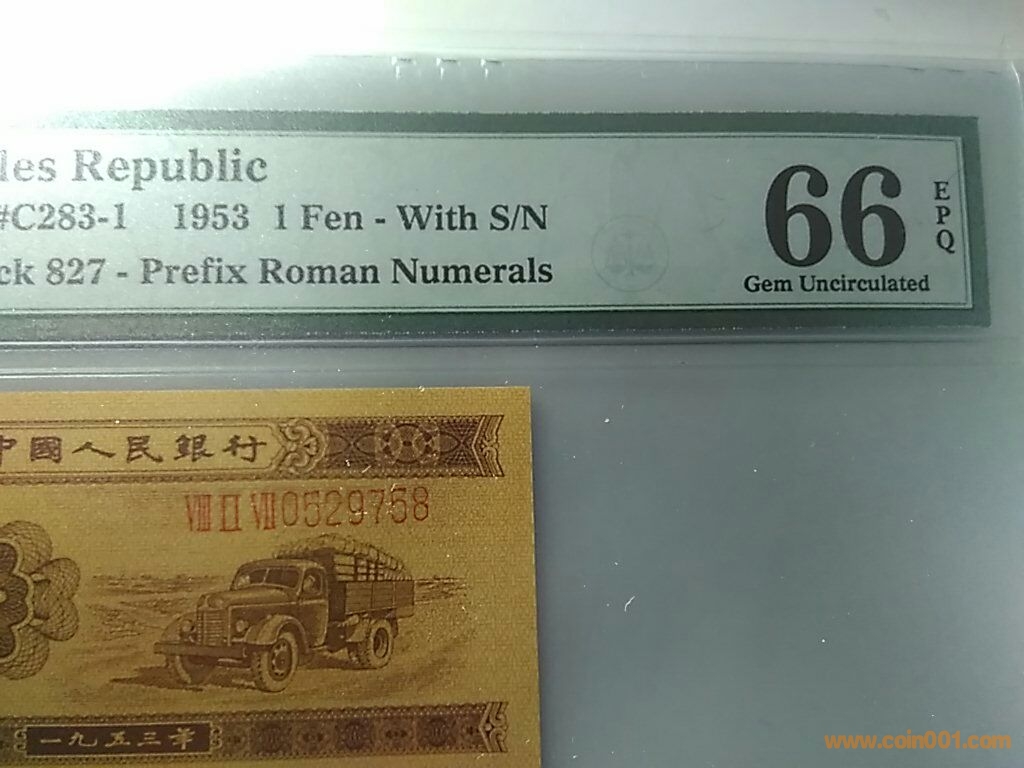 les Republic
#C283-1 1953 1 Fen - With S/N
ck 827 - Prefix Roman Numerals
66
EPQ
Gem Uncirculated
中國人民銀行
VIII II VII 0529758
一九五三年
www.coin001.com